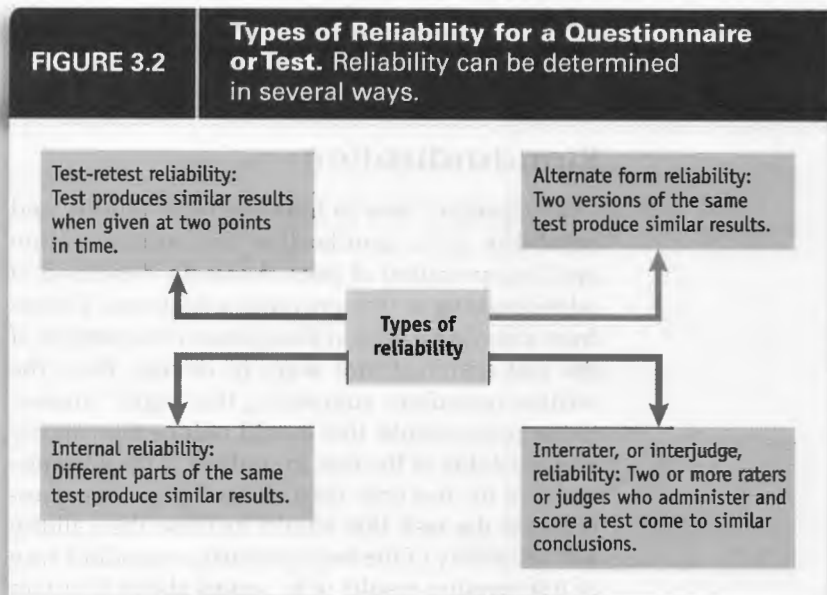 FIGURE 3.2
Types of Reliability for a Questionnaire
or Test. Reliability can be determined
in several ways.
Test-retest reliability:
Test produces similar results
when given at two points
in time.
Alternate form reliability:
Two versions of the same
test produce similar results.
Types of
reliability
Internal reliability:
Different parts of the same
test produce similar results.
Interrater, or interjudge,
reliability: Two or more raters
or judges who administer and
score a test come to similar
conclusions.